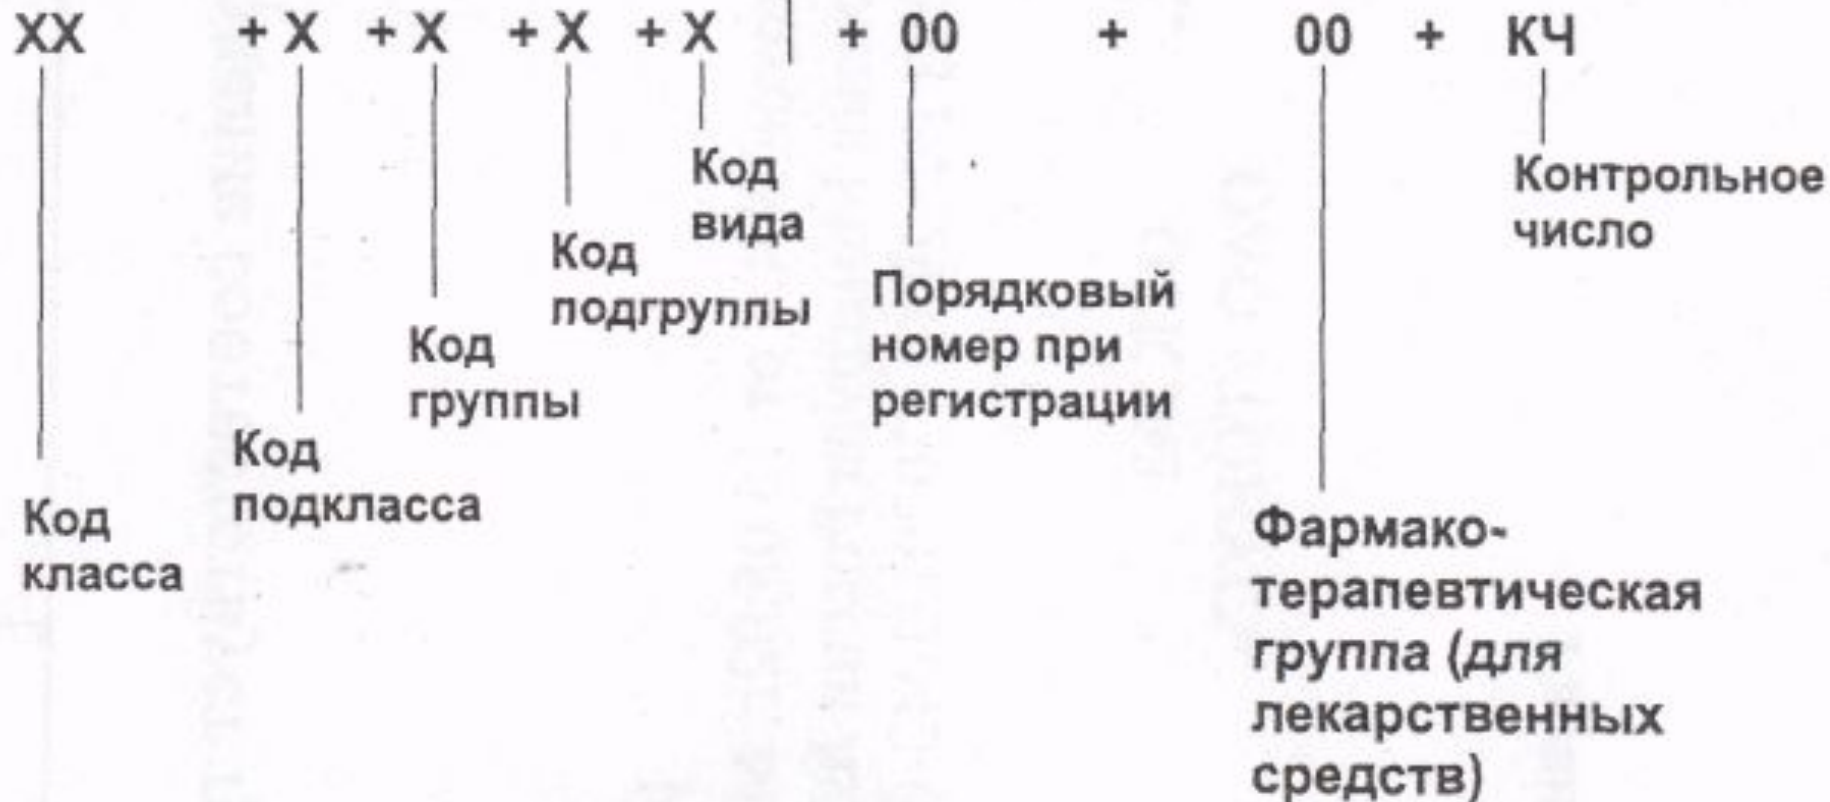 XX + X + X + X + X | + 00 + 00 + КЧ
Код
класса
Код
подкласса
Код
группы
Код
подгруппы
Код
вида
Порядковый
номер при
регистрации
Фармако-
терапевтическая
группа (для
лекарственных
средств)
Контрольное
число